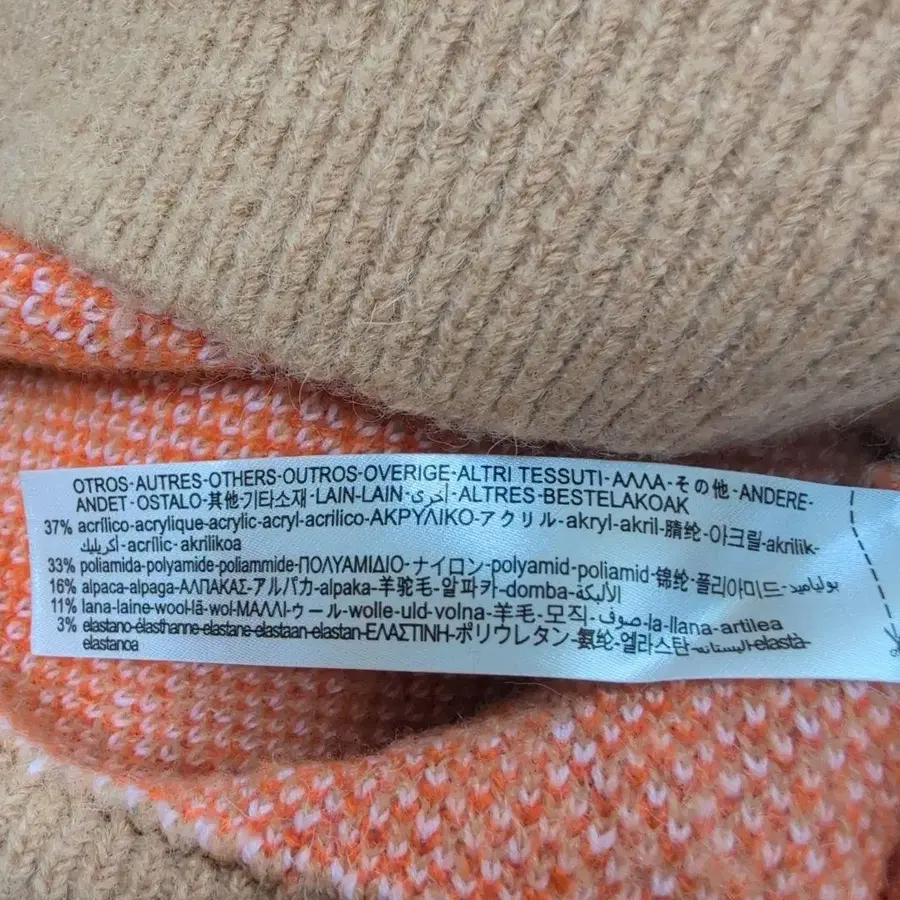 OTROS-AUTRES-OTHERS-OUTROS-OVERIGE-ALTRI TESSUTI-ΑΛΛΑ-その他-ANDERE-
ANDET-OSTALO-其他-기타소재-LAIN-LAIN-أخرى-ALTRES-BESTELAKOAK
37% acrílico-acrylique-acrylic-acryl-acrilico-ΑΚΡΥΛΙΚΟ-アクリル-akryl-akril-腈纶-아크릴-akrilik-
أكريليك-acrílic-akrilikoa
33% poliamida-polyamide-poliammide-ΠΟΛΥΑΜΙΔΙΟ-ナイロン-polyamid-poliamid-锦纶-폴리아미드-بولياميد
16% alpaca-alpaga-ΑΛΠΑΚΑΣ-アルパカ-alpaka-羊驼毛-알파카-domba-الألبكة
11% lana-laine-wool-lã-wol-ΜΑΛΛΙ-ウール-wolle-uld-volna-羊毛-모직-صوف-la-llana-artilea
3% elastano-élasthanne-elastane-elastaan-elastan-ΕΛΑΣΤΙΝΗ-ポリウレタン-氨纶-엘라스탄-البستانه-elastà-
elastanoa